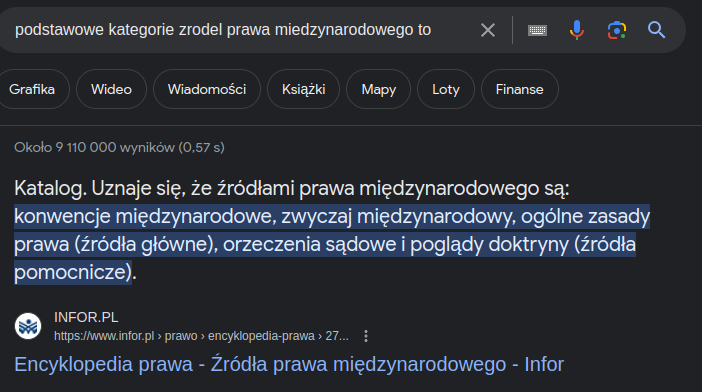 podstawowe kategorie zrodel prawa miedzynarodowego to
Grafika Wideo Wiadomości Książki Mapy Loty Finanse
Około 9 110 000 wyników (0,57 s)
Katalog. Uznaje się, że źródłami prawa międzynarodowego są:
konwencje międzynarodowe, zwyczaj międzynarodowy, ogólne zasady
prawa (źródła główne), orzeczenia sądowe i poglądy doktryny (źródła
pomocnicze).
INFOR.PL
https://www.infor.pl › prawo › encyklopedia-prawa › 27...
Encyklopedia prawa - Źródła prawa międzynarodowego - Infor